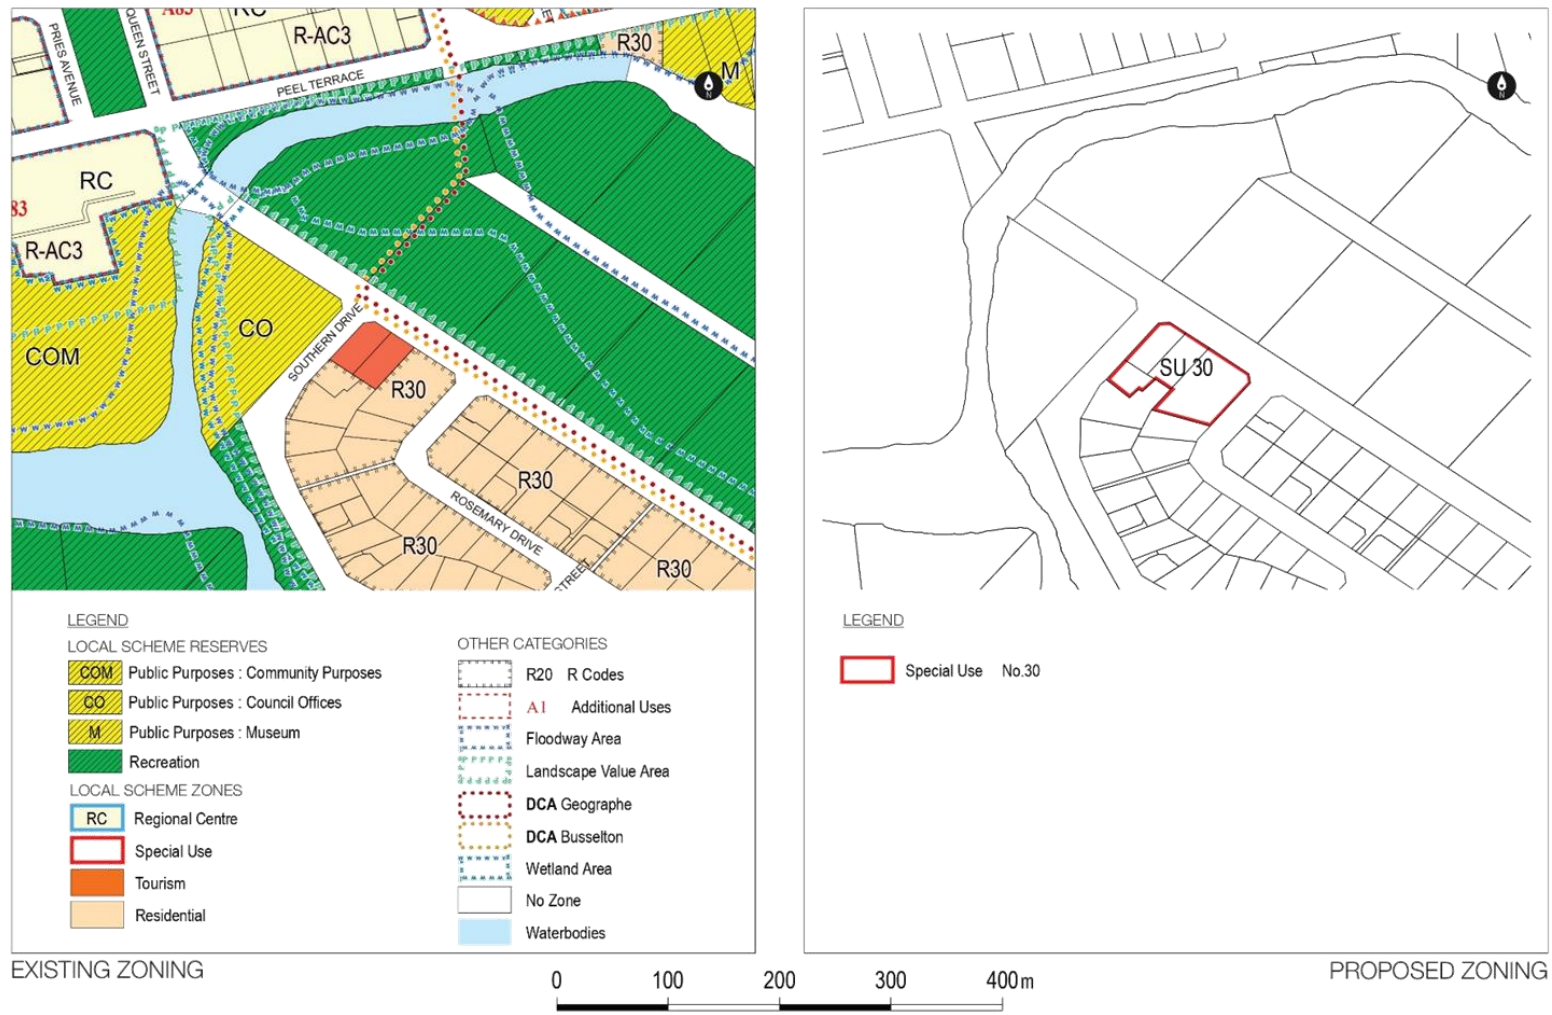 A83
RC
R-AC3
PRIES AVENUE
QUEEN STREET
PEEL TERRACE
R30
M
N
RC
83
R-AC3
COM
CO
SOUTHERN DRIVE
R30
R30
ROSEMARY DRIVE
R30
STREET
R30
LEGEND
LOCAL SCHEME RESERVES
COM Public Purposes : Community Purposes
CO Public Purposes : Council Offices
M Public Purposes : Museum
Recreation
LOCAL SCHEME ZONES
RC Regional Centre
Special Use
Tourism
Residential
OTHER CATEGORIES
R20 R Codes
A1 Additional Uses
Floodway Area
Landscape Value Area
DCA Geographe
DCA Busselton
Wetland Area
No Zone
Waterbodies
EXISTING ZONING
N
SU 30
LEGEND
Special Use No.30
PROPOSED ZONING
0 100 200 300 400m